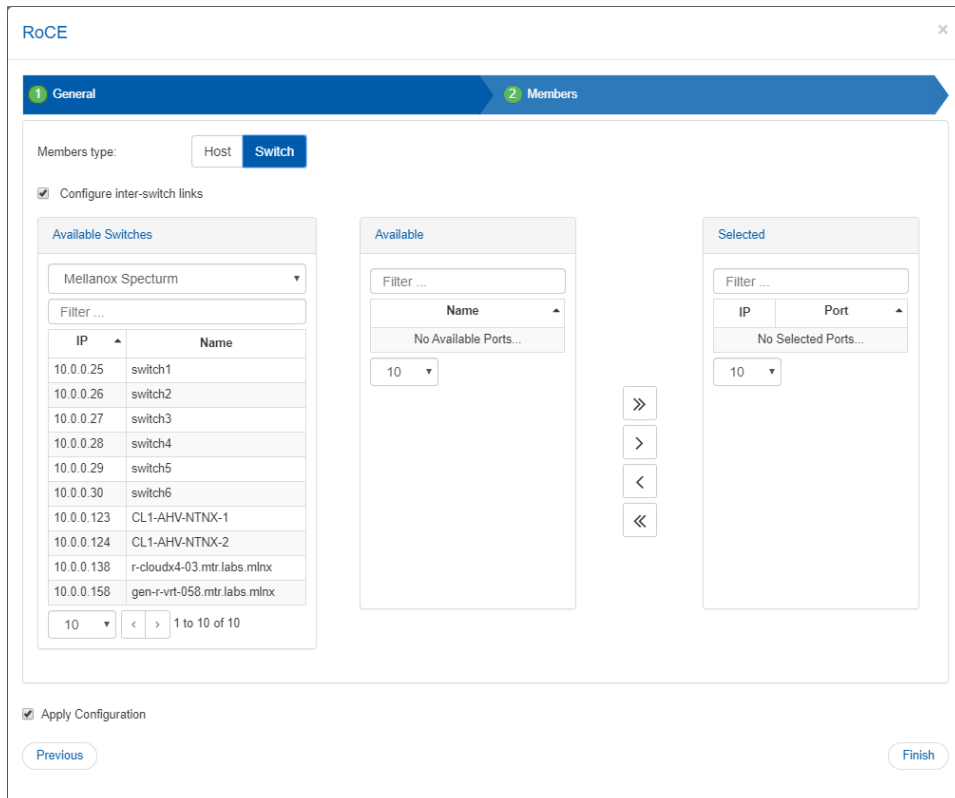 RoCE
×
1 General
2 Members
Members type:
Host
Switch
Configure inter-switch links
Available Switches
Mellanox Specturm
Filter ...
IP Name
10.0.0.25 switch1
10.0.0.26 switch2
10.0.0.27 switch3
10.0.0.28 switch4
10.0.0.29 switch5
10.0.0.30 switch6
10.0.0.123 CL1-AHV-NTNX-1
10.0.0.124 CL1-AHV-NTNX-2
10.0.0.138 r-cloudx4-03.mtr.labs.mlnx
10.0.0.158 gen-r-vrt-058.mtr.labs.mlnx
10 1 to 10 of 10
Available
Filter ...
Name
No Available Ports...
10
Selected
Filter ...
IP Port
No Selected Ports...
10
Apply Configuration
Previous
Finish